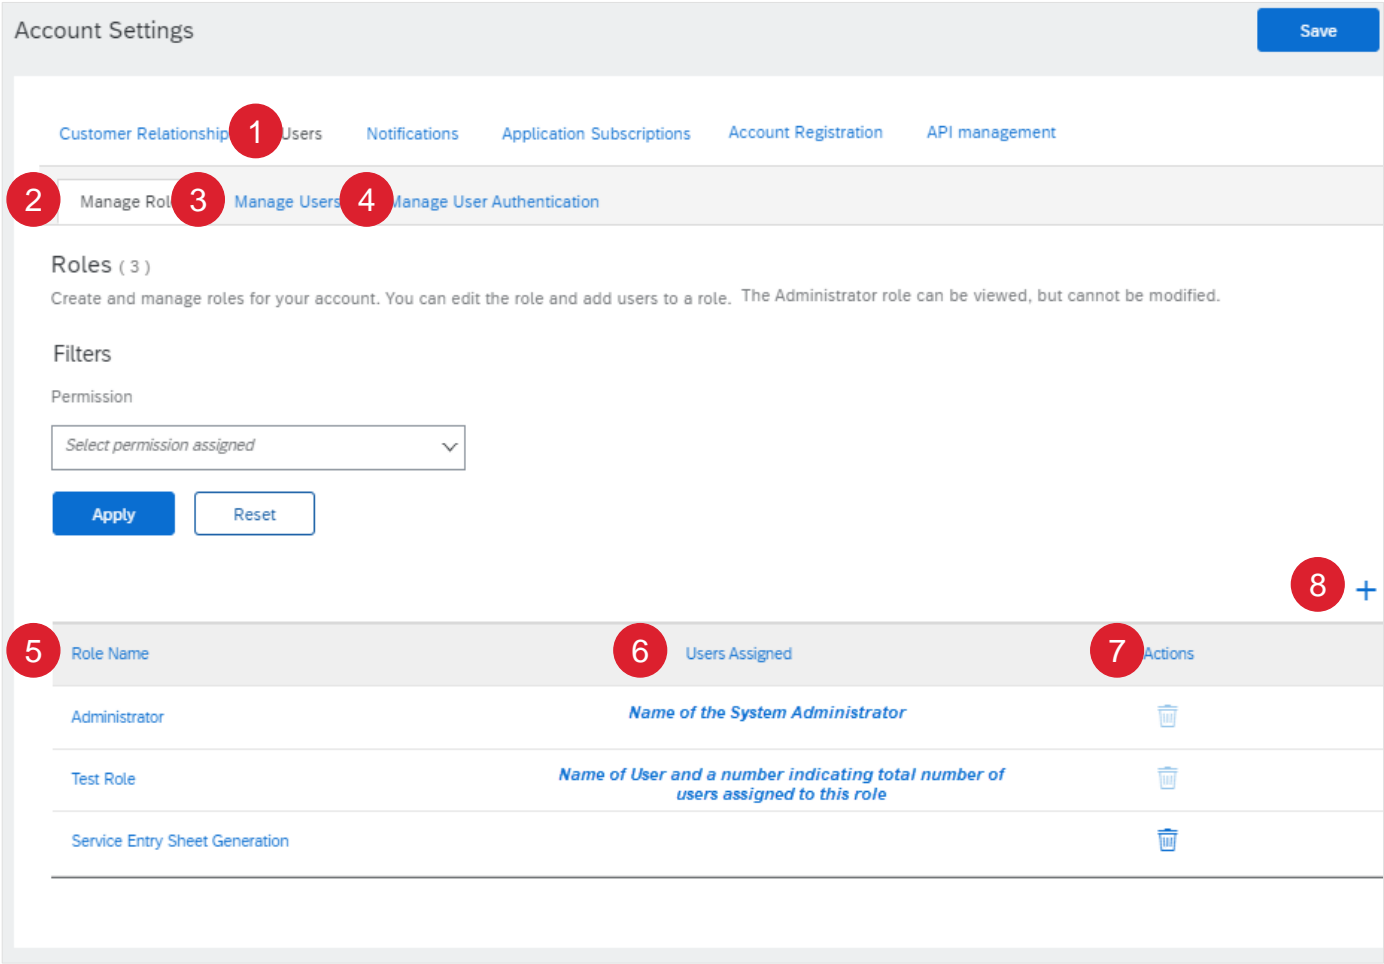 Account Settings
Save
Customer Relationship 1 Users Notifications Application Subscriptions Account Registration API management
2 Manage Rol 3 Manage Users 4 Manage User Authentication
Roles ( 3 )
Create and manage roles for your account. You can edit the role and add users to a role. The Administrator role can be viewed, but cannot be modified.
Filters
Permission
Select permission assigned
Apply Reset
8 +
5 Role Name 6 Users Assigned 7 Actions
Administrator Name of the System Administrator
Test Role Name of User and a number indicating total number of
users assigned to this role
Service Entry Sheet Generation